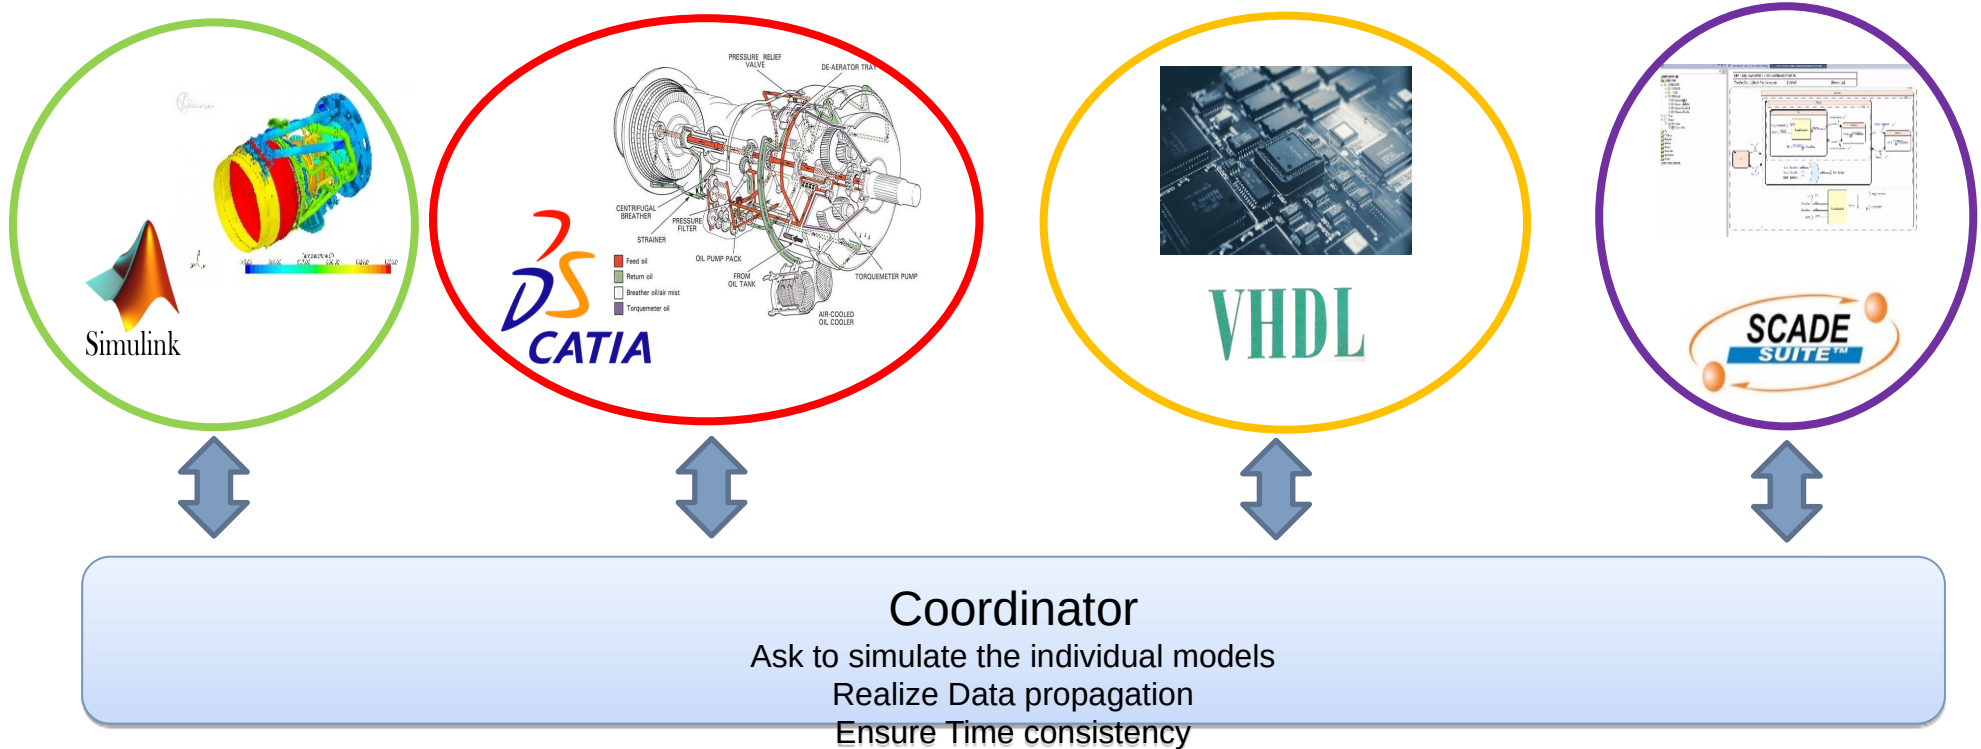 PRESSURE RELIEF
VALVE
DE-AERATOR TRAY
CENTRIFUGAL
BREATHER
PRESSURE
FILTER
STRAINER
OIL PUMP PACK
FROM
OIL TANK
TORQUEMETER PUMP
AIR-COOLED
OIL COOLER
Feed oil
Return oil
Breather oil/air mist
Torquemeter oil
Simulink
DS
CATIA
VHDL
SCADE
SUITE™
Coordinator
Ask to simulate the individual models
Realize Data propagation
Ensure Time consistency